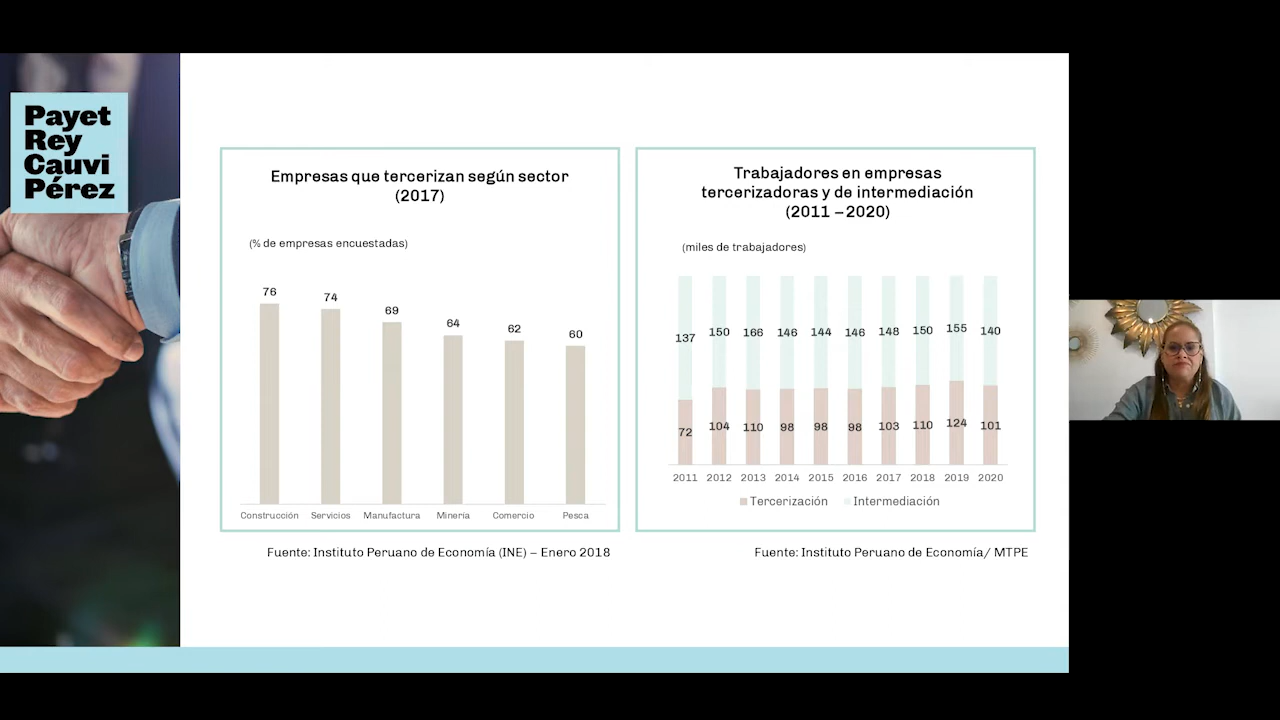 Payet
Rey
Cauvi
Pérez
Empresas que tercerizan según sector
(2017)
(% de empresas encuestadas)
76 74 69 64 62 60
Construcción Servicios Manufactura Minería Comercio Pesca
Fuente: Instituto Peruano de Economía (INE) – Enero 2018
Trabajadores en empresas
tercerizadoras y de intermediación
(2011 – 2020)
(miles de trabajadores)
137 150 166 146 144 146 148 150 155 140
72 104 110 98 98 98 103 110 124 101
2011 2012 2013 2014 2015 2016 2017 2018 2019 2020
Tercerización Intermediación
Fuente: Instituto Peruano de Economía/ MTPE